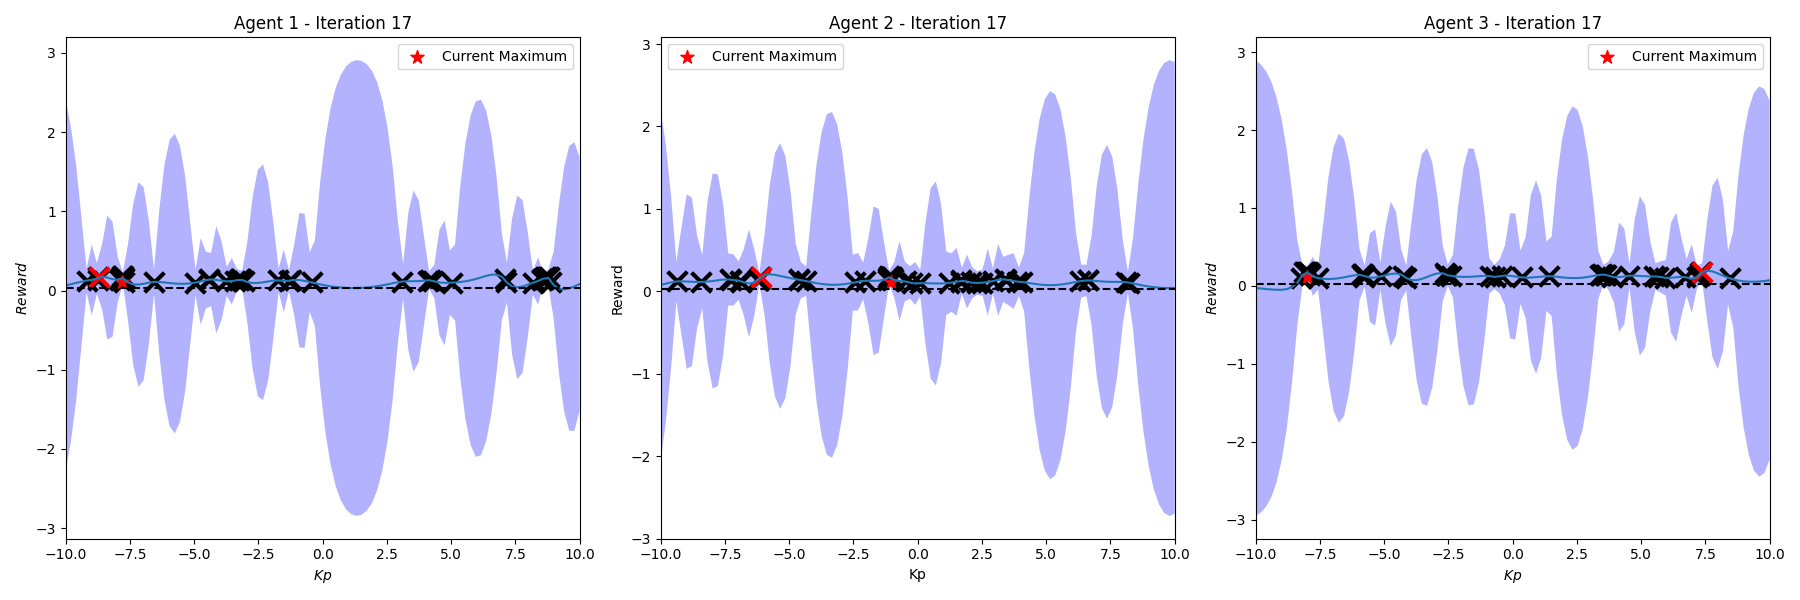 Agent 1 - Iteration 17
Current Maximum
Reward
3
2
1
0
−1
−2
−3
−10.0 −7.5 −5.0 −2.5 0.0 2.5 5.0 7.5 10.0
Kp
Agent 2 - Iteration 17
Current Maximum
Reward
3
2
1
0
−1
−2
−3
−10.0 −7.5 −5.0 −2.5 0.0 2.5 5.0 7.5 10.0
Kp
Agent 3 - Iteration 17
Current Maximum
Reward
3
2
1
0
−1
−2
−3
−10.0 −7.5 −5.0 −2.5 0.0 2.5 5.0 7.5 10.0
Kp